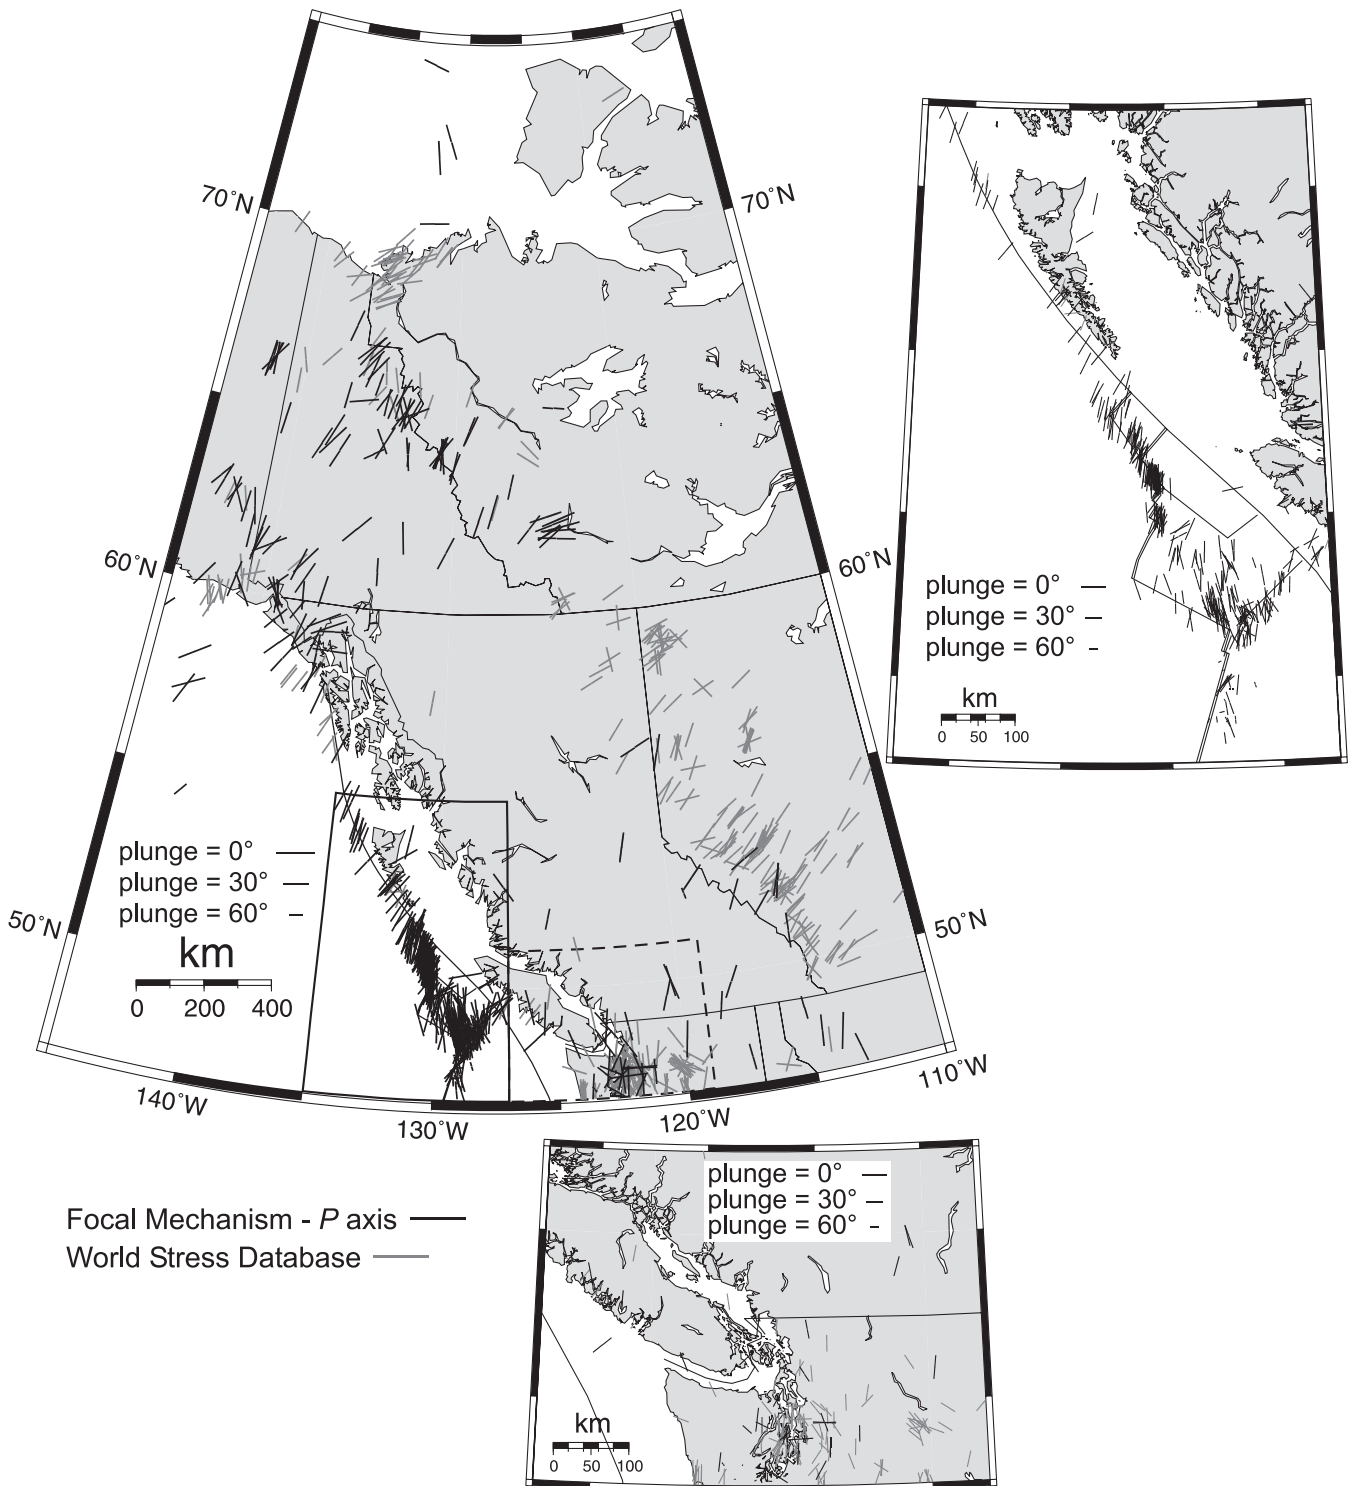 70°N
70°N
60°N
60°N
plunge = 0°
plunge = 30°
plunge = 60°
km
0 50 100
plunge = 0°
plunge = 30°
plunge = 60°
km
0 200 400
50°N
50°N
140°W
130°W
120°W
110°W
Focal Mechanism - P axis
World Stress Database
plunge = 0°
plunge = 30°
plunge = 60°
km
0 50 100